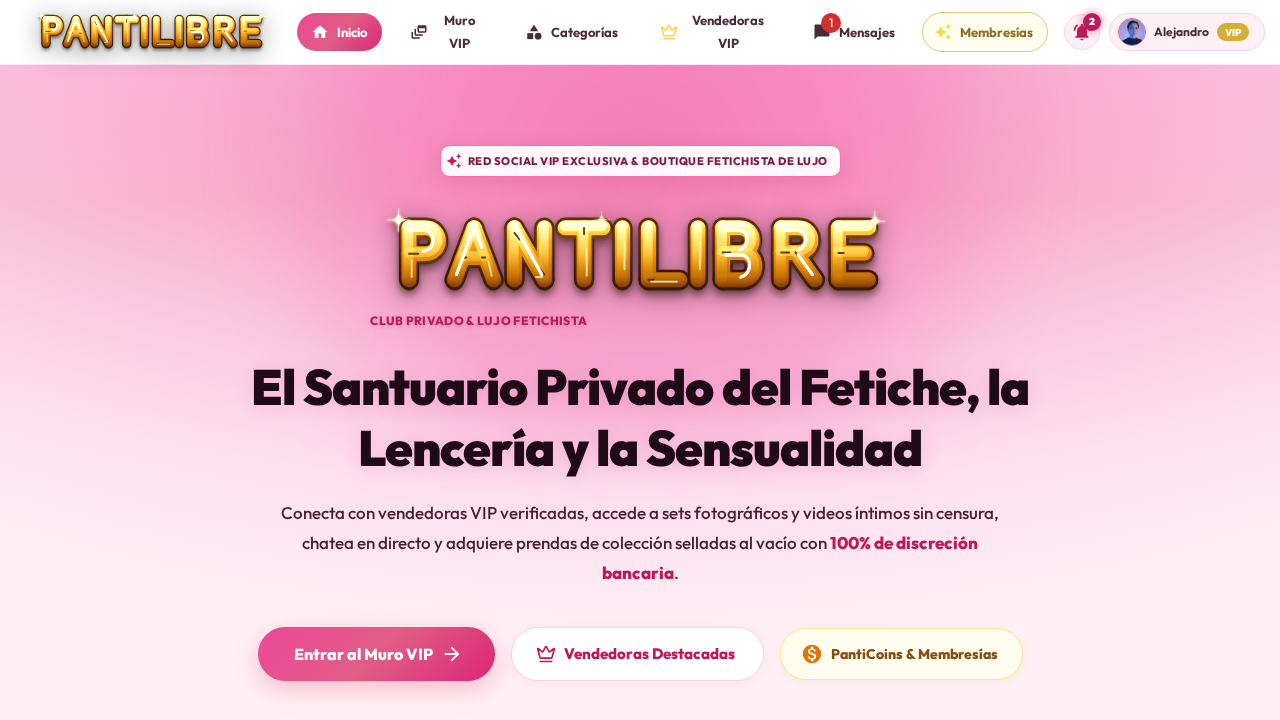 PANTILIBRE
Inicio
Muro
VIP
Categorías
Vendedoras
VIP
1
Mensajes
Membresías
2
Alejandro
VIP
RED SOCIAL VIP EXCLUSIVA & BOUTIQUE FETICHISTA DE LUJO
PANTILIBRE
CLUB PRIVADO & LUJO FETICHISTA
El Santuario Privado del Fetiche, la
Lencería y la Sensualidad
Conecta con vendedoras VIP verificadas, accede a sets fotográficos y videos íntimos sin censura,
chatea en directo y adquiere prendas de colección selladas al vacío con 100% de discreción
bancaria.
Entrar al Muro VIP
Vendedoras Destacadas
PantiCoins & Membresías